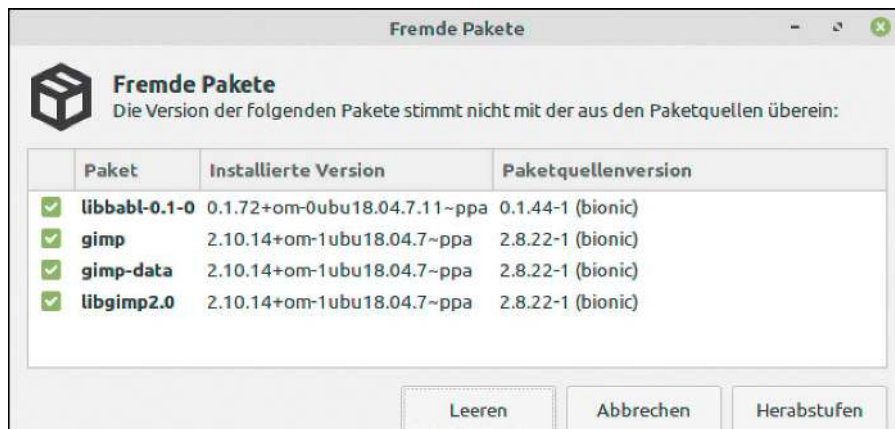 Fremde Pakete
Fremde Pakete
Die Version der folgenden Pakete stimmt nicht mit der aus den Paketquellen überein:
Paket Installierte Version Paketquellenversion
libbabl-0.1-0 0.1.72+om-0ubu18.04.7.11~ppa 0.1.44-1 (bionic)
gimp 2.10.14+om-1ubu18.04.7~ppa 2.8.22-1 (bionic)
gimp-data 2.10.14+om-1ubu18.04.7~ppa 2.8.22-1 (bionic)
libgimp2.0 2.10.14+om-1ubu18.04.7~ppa 2.8.22-1 (bionic)
Leeren Abbrechen Herabstufen